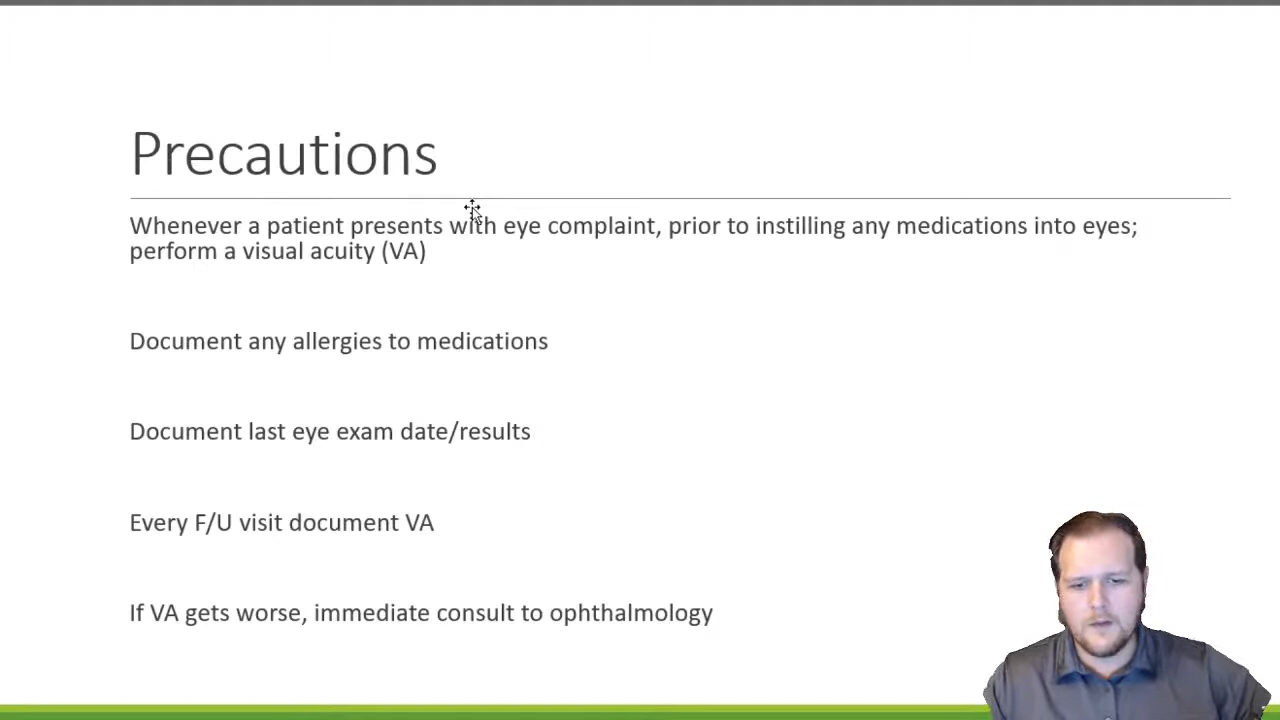 Precautions
Whenever a patient presents with eye complaint, prior to instilling any medications into eyes;
perform a visual acuity (VA)
Document any allergies to medications
Document last eye exam date/results
Every F/U visit document VA
If VA gets worse, immediate consult to ophthalmology